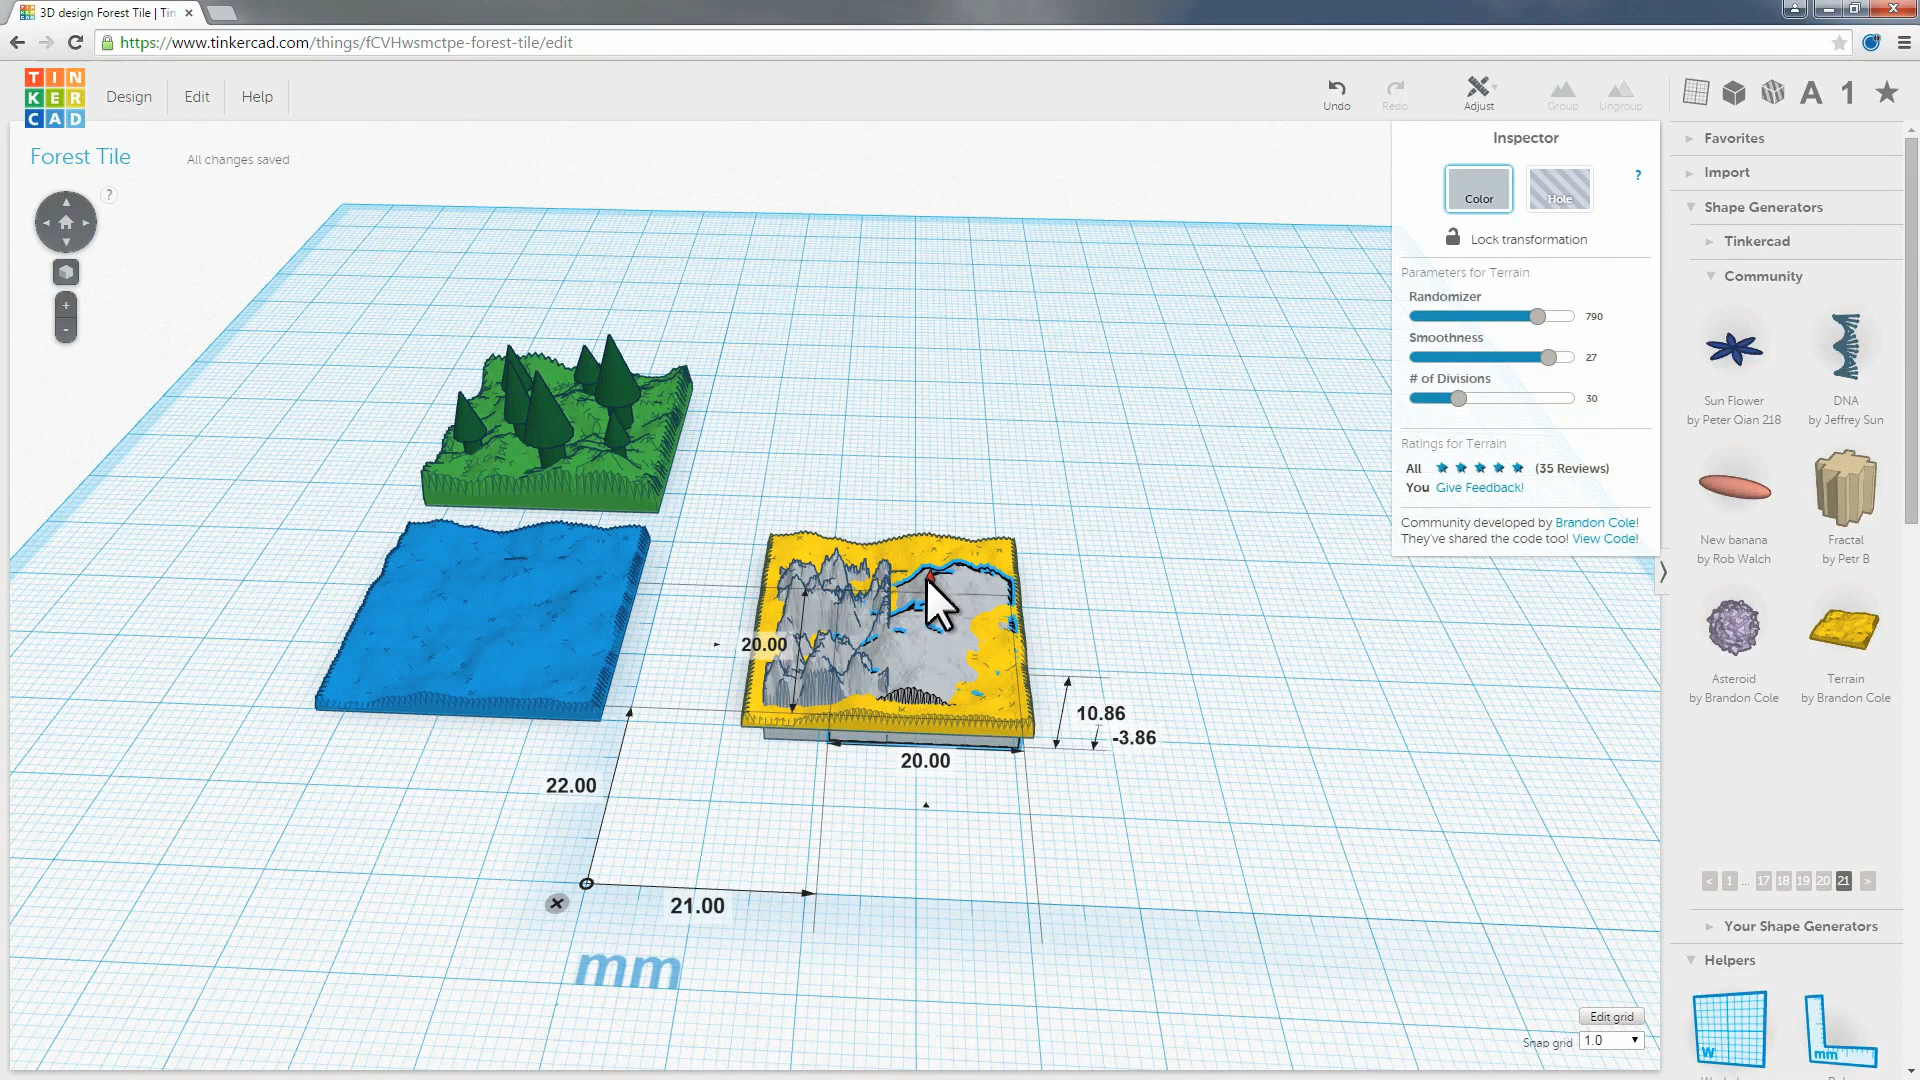 3D design Forest Tile | Tin
https://www.tinkercad.com/things/fCVHwsmctpe-forest-tile/edit
TIN
KER
CAD
Design
Edit
Help
Undo
Redo
Adjust
Group
Ungroup
A
1
Forest Tile
All changes saved
?
+
-
Inspector
Color
Hole
?
Lock transformation
Parameters for Terrain
Randomizer
790
Smoothness
27
# of Divisions
30
Ratings for Terrain
All
(35 Reviews)
You Give Feedback!
Community developed by Brandon Cole!
They've shared the code too! View Code!
Favorites
Import
Shape Generators
Tinkercad
Community
Sun Flower
by Peter Qian 218
DNA
by Jeffrey Sun
New banana
by Rob Walch
Fractal
by Petr B
Asteroid
by Brandon Cole
Terrain
by Brandon Cole
< 1 ... 17 18 19 20 21 >
Your Shape Generators
Helpers
W
mm
20.00
10.86
-3.86
20.00
22.00
21.00
mm
Edit grid
Snap grid 1.0